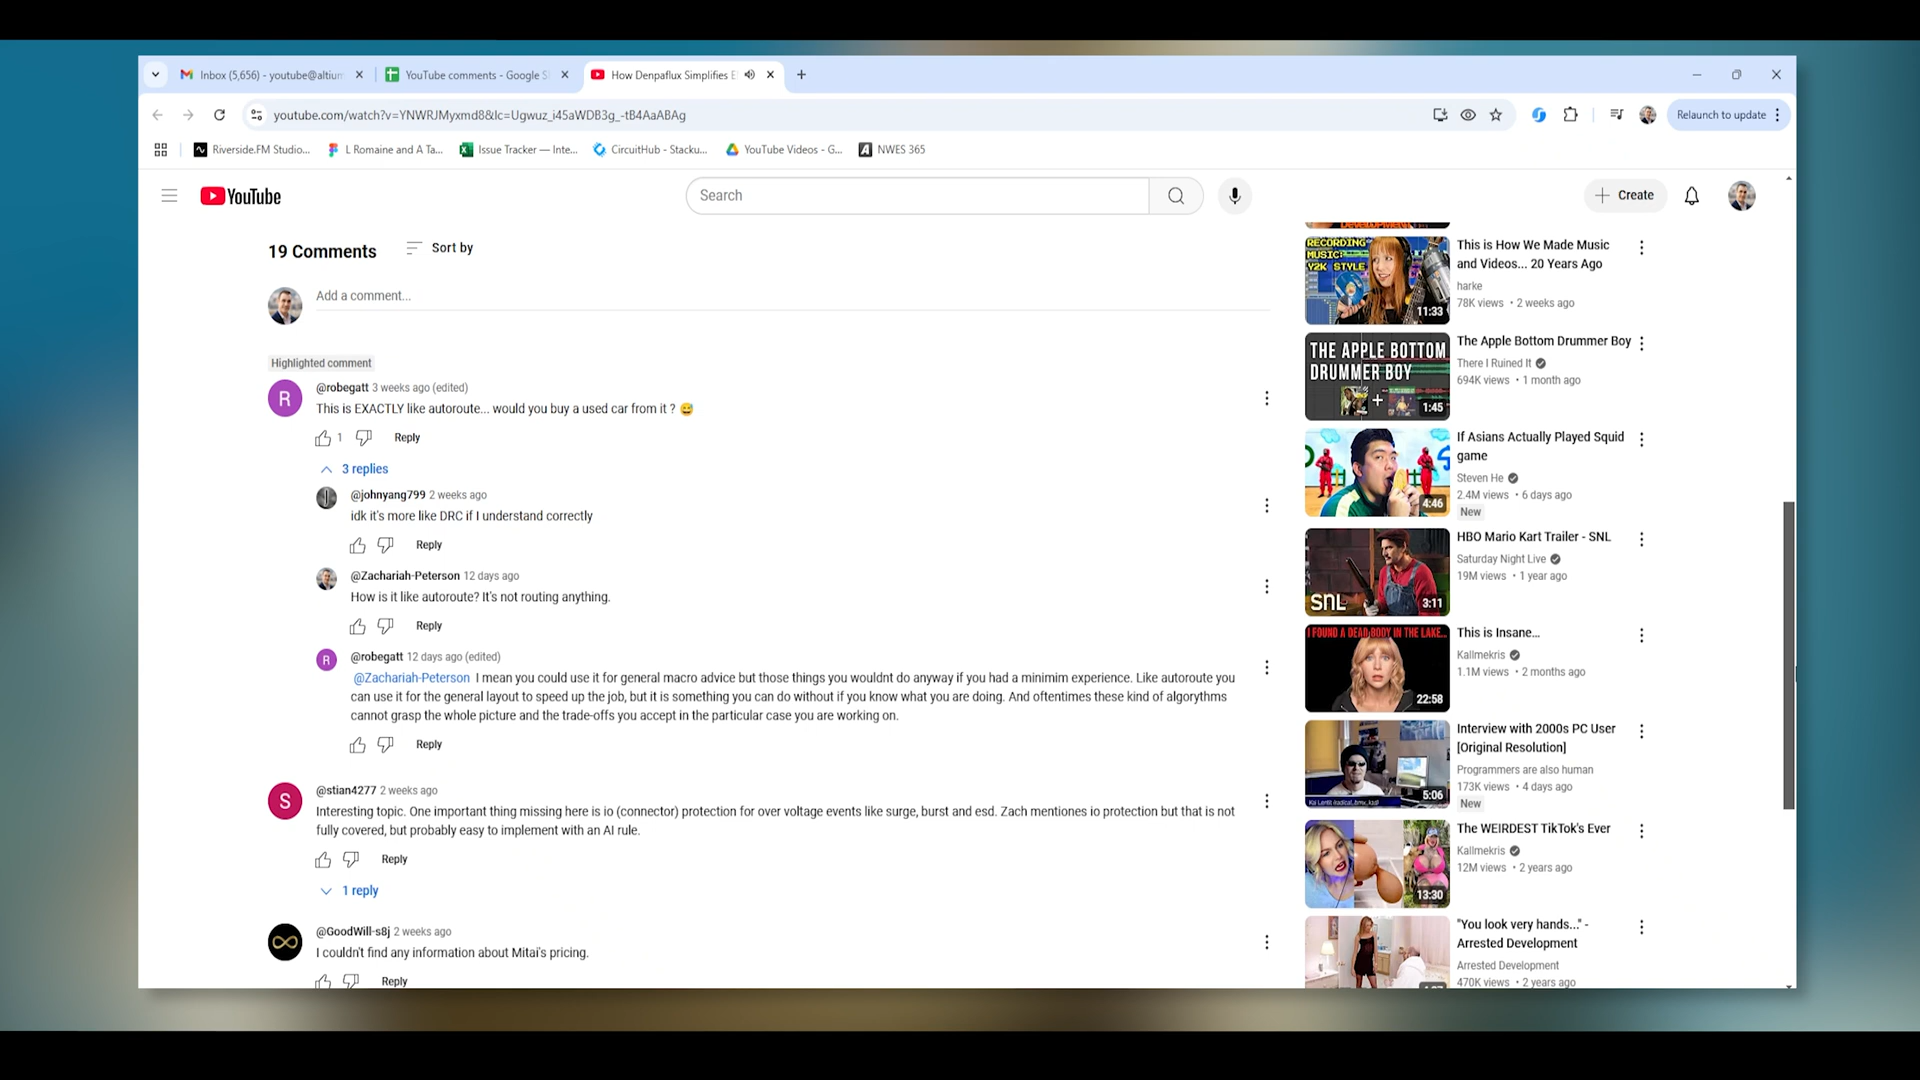 Inbox (5,656) - youtube@altium
YouTube comments - Google S
How Denpaflux Simplifies E
youtube.com/watch?v=YNWRJMyxmd8&lc=Ugwuz_i45aWDB3g_-tB4AaABAg
Relaunch to update
Riverside.FM Studio...
L Romaine and A Ta...
Issue Tracker — Inte...
CircuitHub - Stacku...
YouTube Videos - G...
NWES 365
YouTube
Search
Create
19 Comments
Sort by
Add a comment...
Highlighted comment
R
@robegatt 3 weeks ago (edited)
This is EXACTLY like autoroute... would you buy a used car from it ? 😅
1
Reply
3 replies
@johnyang799 2 weeks ago
idk it's more like DRC if I understand correctly
Reply
@Zachariah-Peterson 12 days ago
How is it like autoroute? It's not routing anything.
Reply
R
@robegatt 12 days ago (edited)
@Zachariah-Peterson I mean you could use it for general macro advice but those things you wouldnt do anyway if you had a minimim experience. Like autoroute you
can use it for the general layout to speed up the job, but it is something you can do without if you know what you are doing. And oftentimes these kind of algorythms
cannot grasp the whole picture and the trade-offs you accept in the particular case you are working on.
Reply
S
@stian4277 2 weeks ago
Interesting topic. One important thing missing here is io (connector) protection for over voltage events like surge, burst and esd. Zach mentiones io protection but that is not
fully covered, but probably easy to implement with an AI rule.
Reply
1 reply
@GoodWill-s8j 2 weeks ago
I couldn't find any information about Mitai's pricing.
Reply
DEVELOPMENT
RECORDING
MUSIC:
Y2K STYLE
11:33
This is How We Made Music
and Videos... 20 Years Ago
harke
78K views • 2 weeks ago
THE APPLE BOTTOM
DRUMMER BOY
+
1:45
The Apple Bottom Drummer Boy
There I Ruined It
694K views • 1 month ago
4:46
If Asians Actually Played Squid
game
Steven He
2.4M views • 6 days ago
New
SNL
3:11
HBO Mario Kart Trailer - SNL
Saturday Night Live
19M views • 1 year ago
I FOUND A DEAD BODY IN THE LAKE...
22:58
This is Insane...
Kallmekris
1.1M views • 2 months ago
5:06
Interview with 2000s PC User
[Original Resolution]
Programmers are also human
173K views • 4 days ago
New
13:30
The WEIRDEST TikTok's Ever
Kallmekris
12M views • 2 years ago
"You look very hands..." -
Arrested Development
Arrested Development
470K views • 2 years ago